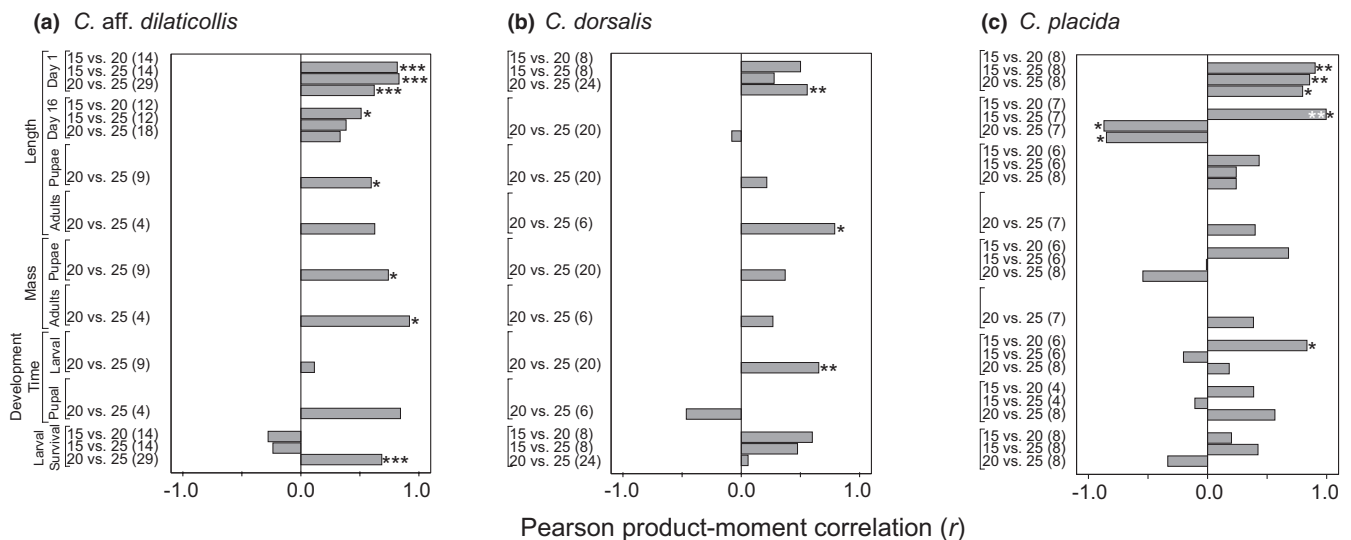 (a) C. aff. dilaticollis
(b) C. dorsalis
(c) C. placida
Length
Day 1
15 vs. 20 (14)
15 vs. 25 (14)
20 vs. 25 (29)
***
***
***
Day 16
15 vs. 20 (12)
15 vs. 25 (12)
20 vs. 25 (18)
*
Pupae
20 vs. 25 (9)
*
Adults
20 vs. 25 (4)
Mass
Pupae
20 vs. 25 (9)
*
Adults
20 vs. 25 (4)
*
Development
Time
Larval
20 vs. 25 (9)
Pupal
20 vs. 25 (4)
Larval
Survival
15 vs. 20 (14)
15 vs. 25 (14)
20 vs. 25 (29)
***
-1.0 0.0 1.0
15 vs. 20 (8)
15 vs. 25 (8)
20 vs. 25 (24)
**
20 vs. 25 (20)
20 vs. 25 (20)
20 vs. 25 (6)
*
20 vs. 25 (20)
20 vs. 25 (6)
20 vs. 25 (20)
**
20 vs. 25 (6)
15 vs. 20 (8)
15 vs. 25 (8)
20 vs. 25 (24)
-1.0 0.0 1.0
15 vs. 20 (8)
15 vs. 25 (8)
20 vs. 25 (8)
**
**
*
15 vs. 20 (7)
15 vs. 25 (7)
20 vs. 25 (7)
***
*
*
15 vs. 20 (6)
15 vs. 25 (6)
20 vs. 25 (8)
20 vs. 25 (7)
15 vs. 20 (6)
15 vs. 25 (6)
20 vs. 25 (8)
20 vs. 25 (7)
15 vs. 20 (6)
15 vs. 25 (6)
20 vs. 25 (8)
*
15 vs. 20 (4)
15 vs. 25 (4)
20 vs. 25 (8)
15 vs. 20 (8)
15 vs. 25 (8)
20 vs. 25 (8)
-1.0 0.0 1.0
Pearson product-moment correlation (r)